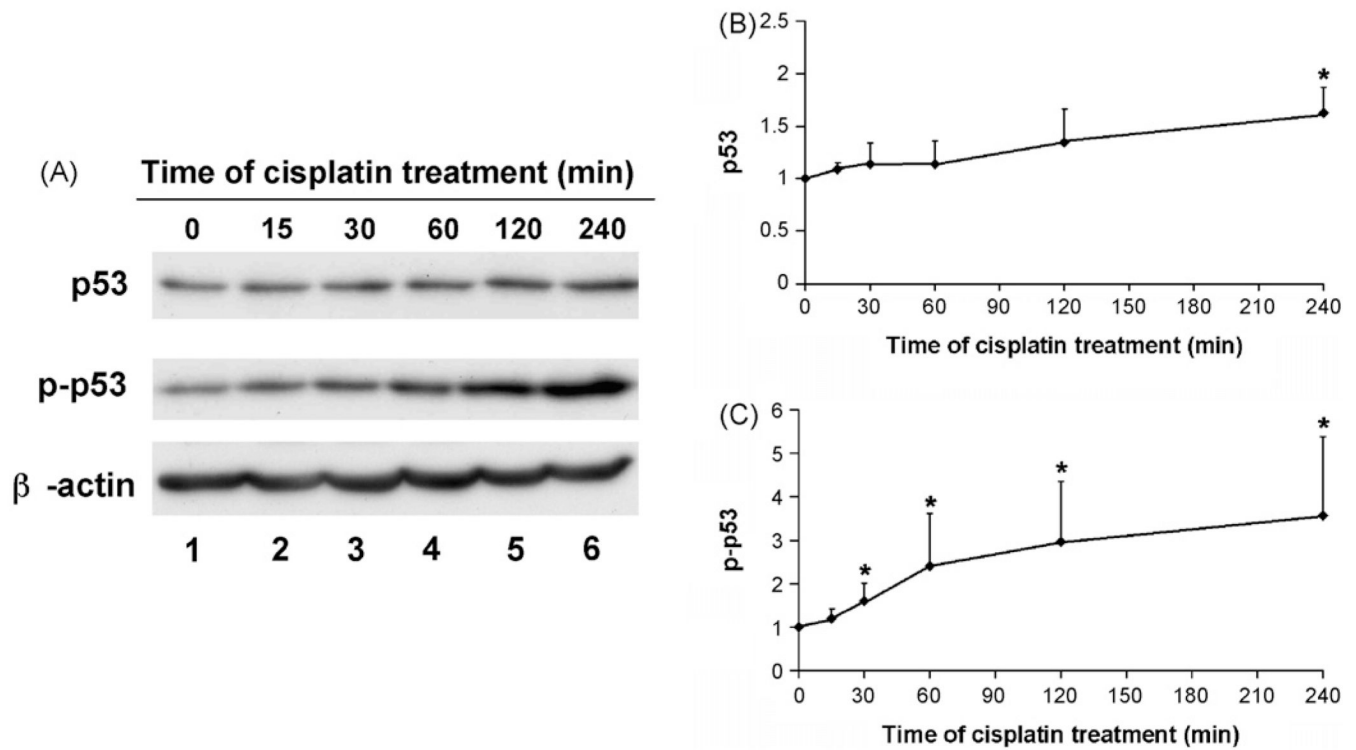 (A) Time of cisplatin treatment (min)
0 15 30 60 120 240
p53
p-p53
β -actin
1 2 3 4 5 6
(B)
2.5
2
1.5
1
0.5
0
p53
*
0 30 60 90 120 150 180 210 240
Time of cisplatin treatment (min)
(C)
6
5
4
3
2
1
0
p-p53
* * * *
0 30 60 90 120 150 180 210 240
Time of cisplatin treatment (min)